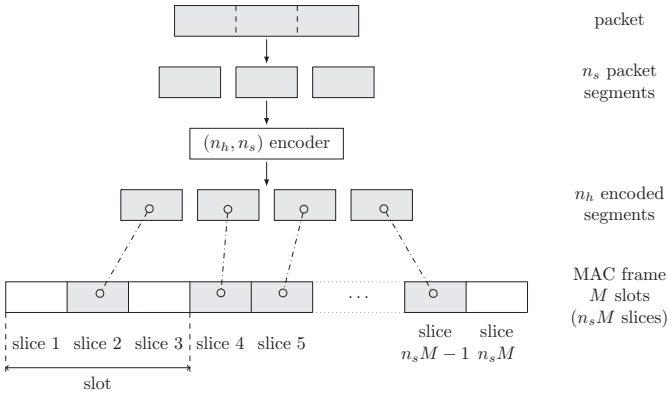 packet
n_s packet
segments
(n_h, n_s) encoder
n_h encoded
segments
MAC frame
M slots
(n_sM slices)
...
slice 1 slice 2 slice 3 slice 4 slice 5
slice
n_sM − 1
slice
n_sM
slot